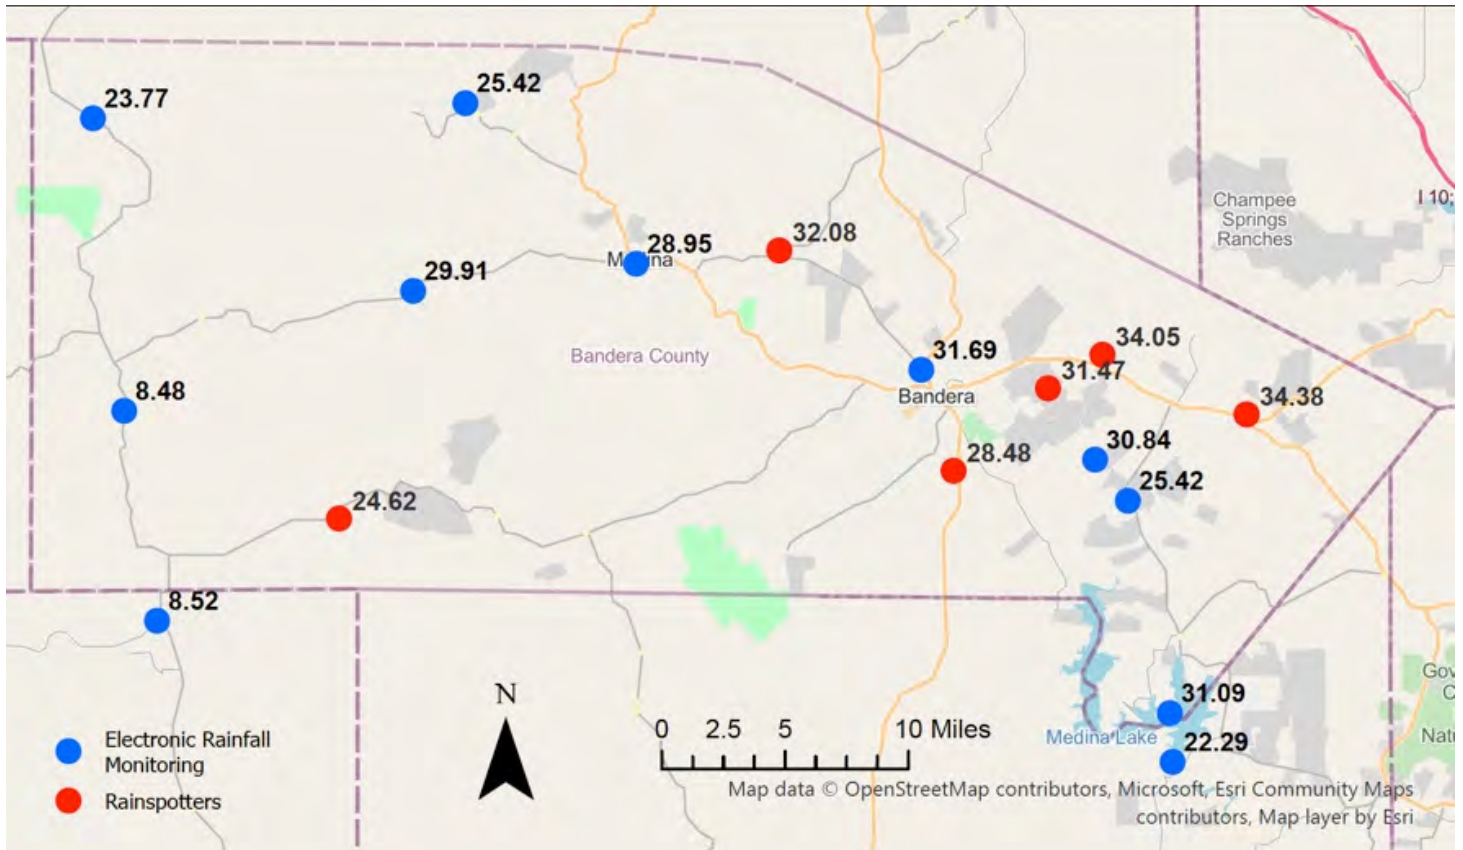 25.42
23.77
Champee
Springs
Ranches
I 10;
32.08
28.95
29.91
34.05
31.69
Bandera County
31.47
8.48
Bandera
34.38
30.84
28.48
25.42
24.62
8.52
Gov
C
N
31.09
0 2.5 5 10 Miles
Medina Lake
Natu
22.29
Electronic Rainfall
Monitoring
Rainspotters
Map data © OpenStreetMap contributors, Microsoft, Esri Community Maps
contributors, Map layer by Esri